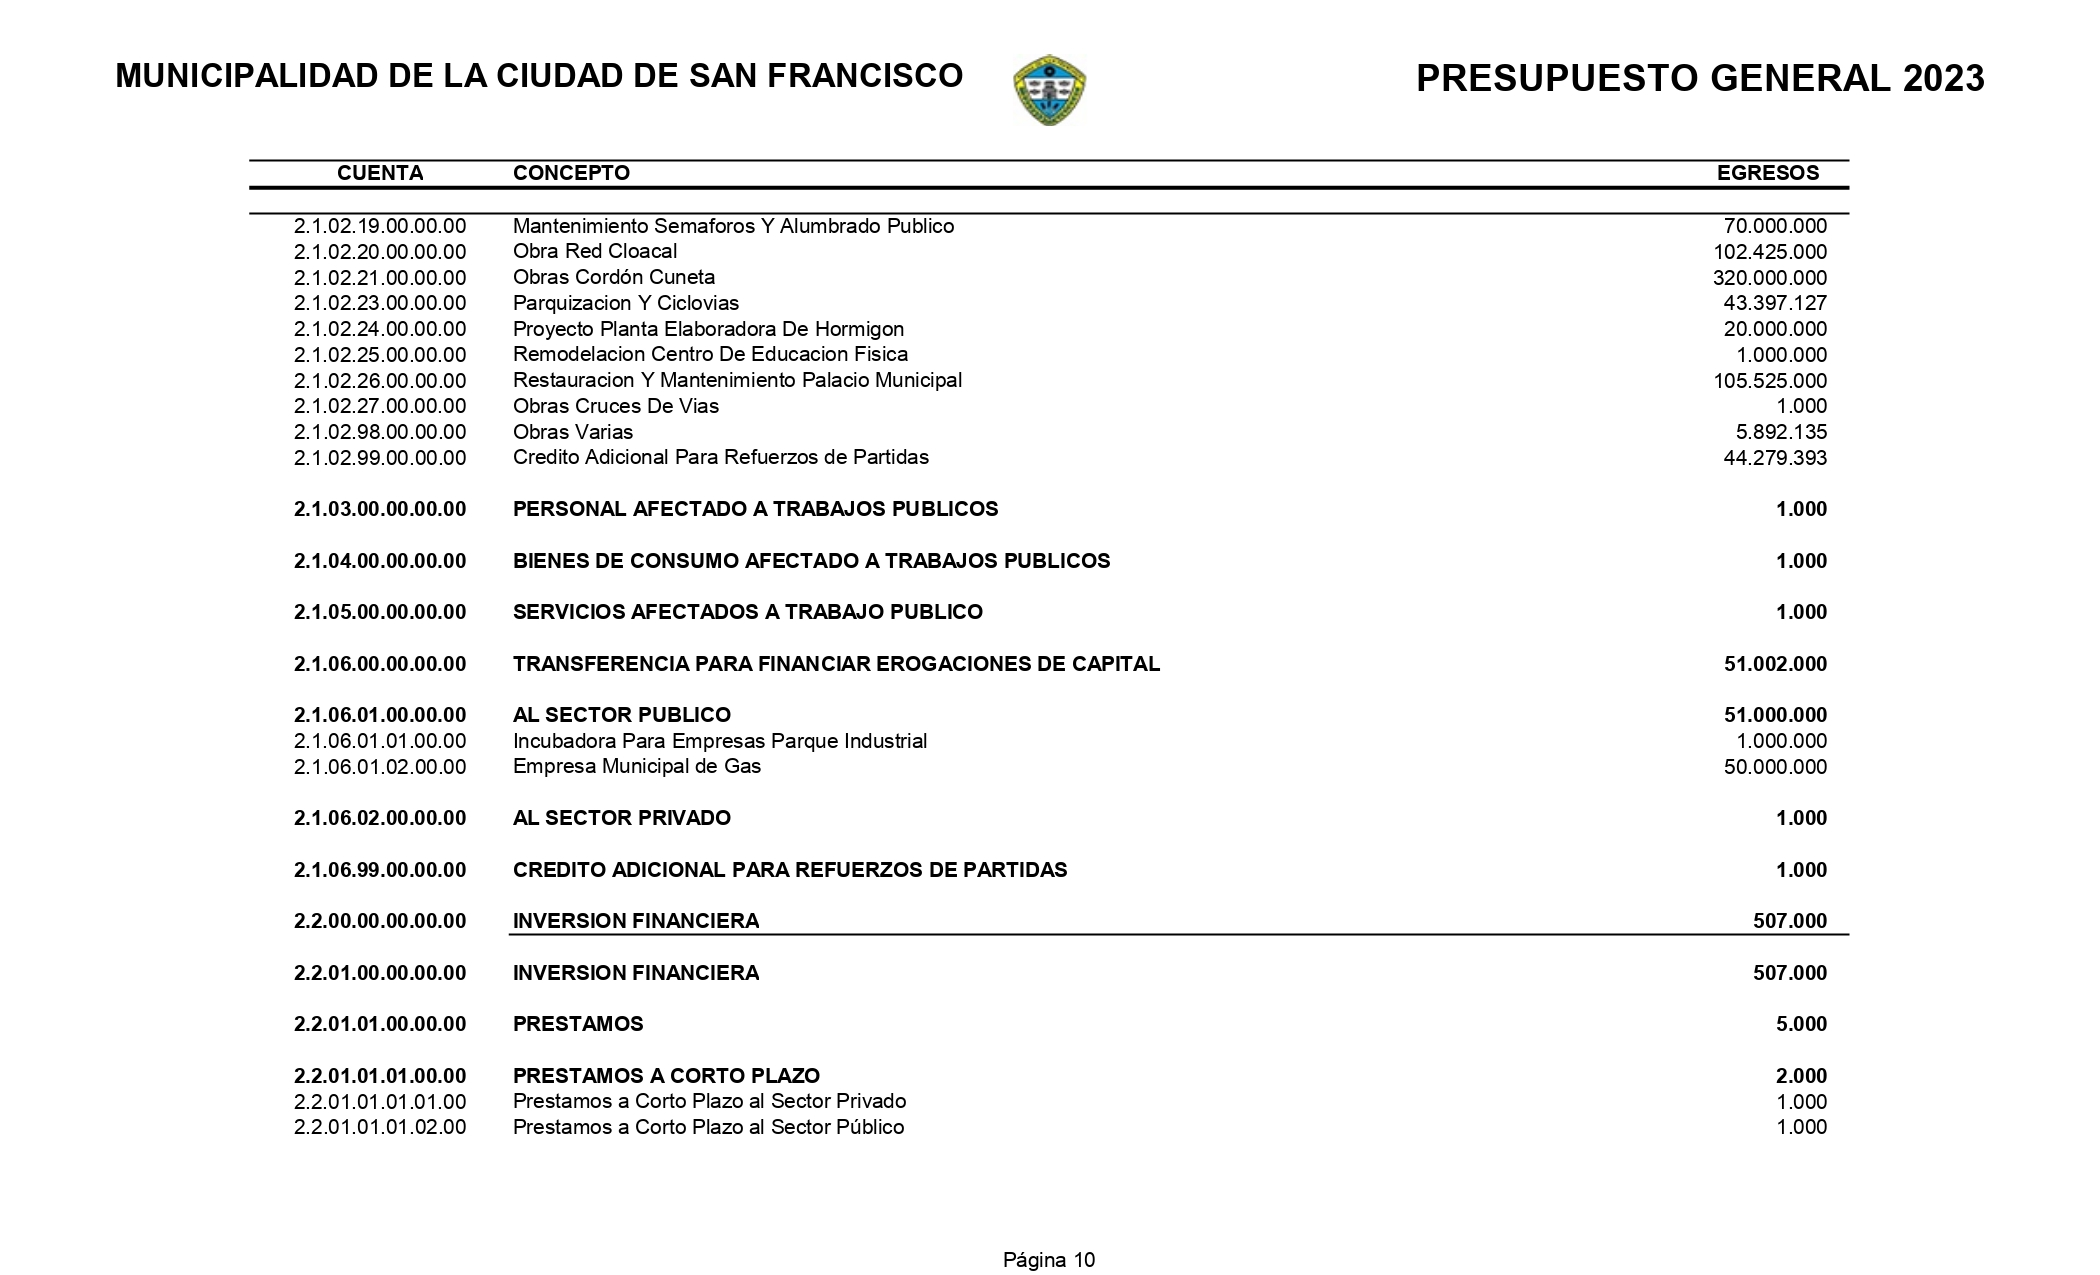 MUNICIPALIDAD DE LA CIUDAD DE SAN FRANCISCO PRESUPUESTO GENERAL 2023
CUENTA CONCEPTO EGRESOS
2.1.02.19.00.00.00 Mantenimiento Semaforos Y Alumbrado Publico 70.000.000
2.1.02.20.00.00.00 Obra Red Cloacal 102.425.000
2.1.02.21.00.00.00 Obras Cordón Cuneta 320.000.000
2.1.02.23.00.00.00 Parquizacion Y Ciclovias 43.397.127
2.1.02.24.00.00.00 Proyecto Planta Elaboradora De Hormigon 20.000.000
2.1.02.25.00.00.00 Remodelacion Centro De Educacion Fisica 1.000.000
2.1.02.26.00.00.00 Restauracion Y Mantenimiento Palacio Municipal 105.525.000
2.1.02.27.00.00.00 Obras Cruces De Vias 1.000
2.1.02.98.00.00.00 Obras Varias 5.892.135
2.1.02.99.00.00.00 Credito Adicional Para Refuerzos de Partidas 44.279.393
2.1.03.00.00.00.00 PERSONAL AFECTADO A TRABAJOS PUBLICOS 1.000
2.1.04.00.00.00.00 BIENES DE CONSUMO AFECTADO A TRABAJOS PUBLICOS 1.000
2.1.05.00.00.00.00 SERVICIOS AFECTADOS A TRABAJO PUBLICO 1.000
2.1.06.00.00.00.00 TRANSFERENCIA PARA FINANCIAR EROGACIONES DE CAPITAL 51.002.000
2.1.06.01.00.00.00 AL SECTOR PUBLICO 51.000.000
2.1.06.01.01.00.00 Incubadora Para Empresas Parque Industrial 1.000.000
2.1.06.01.02.00.00 Empresa Municipal de Gas 50.000.000
2.1.06.02.00.00.00 AL SECTOR PRIVADO 1.000
2.1.06.99.00.00.00 CREDITO ADICIONAL PARA REFUERZOS DE PARTIDAS 1.000
2.2.00.00.00.00.00 INVERSION FINANCIERA 507.000
2.2.01.00.00.00.00 INVERSION FINANCIERA 507.000
2.2.01.01.00.00.00 PRESTAMOS 5.000
2.2.01.01.01.00.00 PRESTAMOS A CORTO PLAZO 2.000
2.2.01.01.01.01.00 Prestamos a Corto Plazo al Sector Privado 1.000
2.2.01.01.01.02.00 Prestamos a Corto Plazo al Sector Público 1.000
Página 10